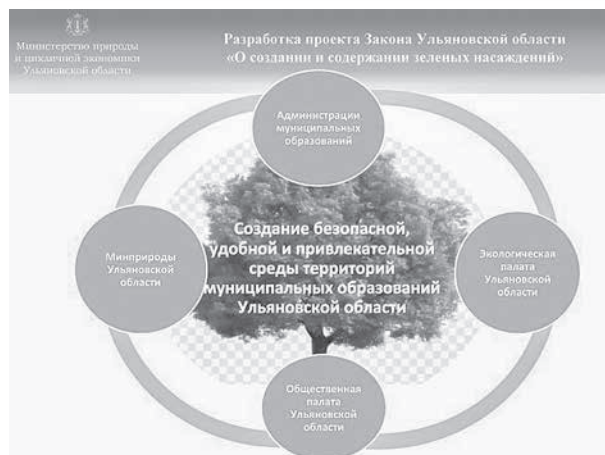 Министерство природы
и цикличной экономики
Ульяновской области
Разработка проекта Закона Ульяновской области
«О создании и содержании зеленых насаждений»
Администрации
муниципальных
образований
Минприроды
Ульяновской
области
Создание безопасной,
удобной и привлекательной
среды территорий
муниципальных образований
Ульяновской области
Экологическая
палата
Ульяновской
области
Общественная
палата
Ульяновской
области